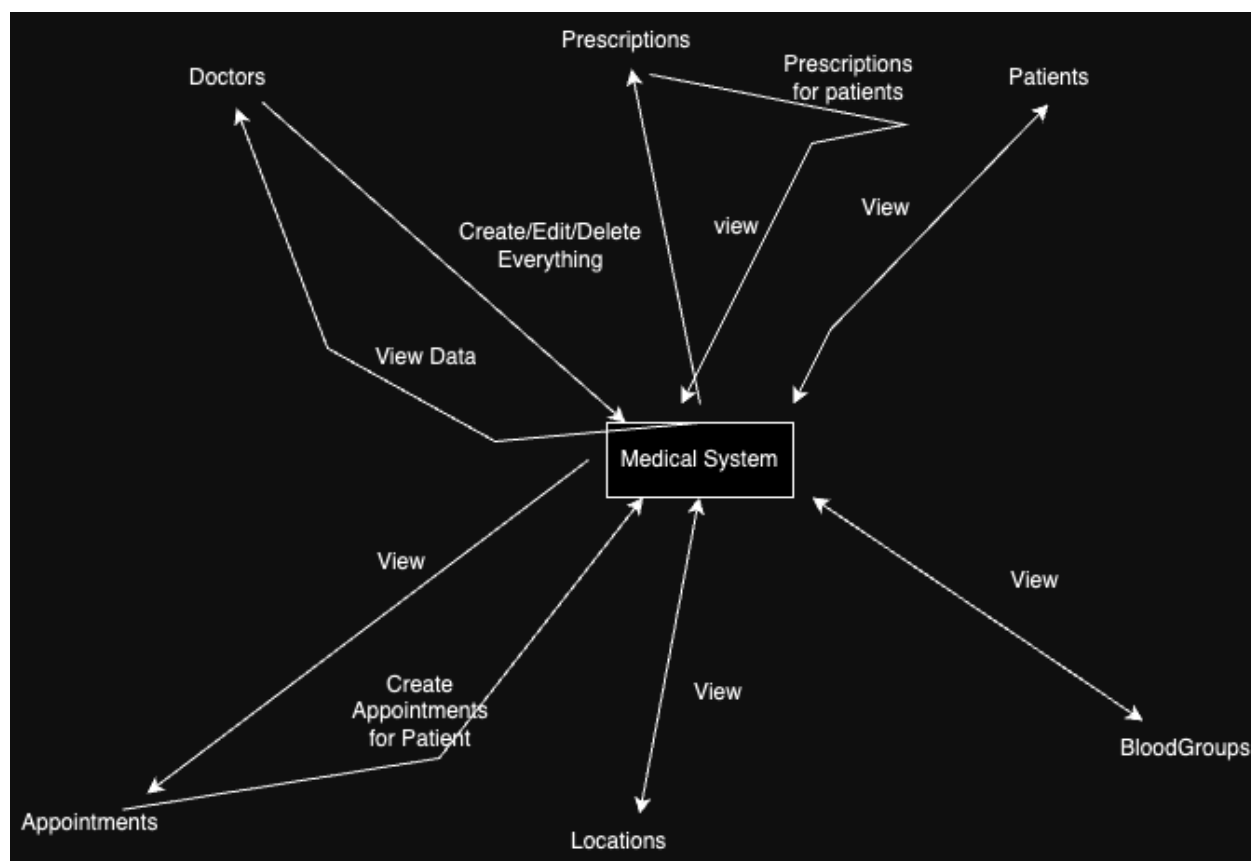 Prescriptions
Doctors
Prescriptions
for patients
Patients
View
view
Create/Edit/Delete
Everything
View Data
Medical System
View
View
Create
Appointments
for Patient
View
BloodGroups
Appointments
Locations